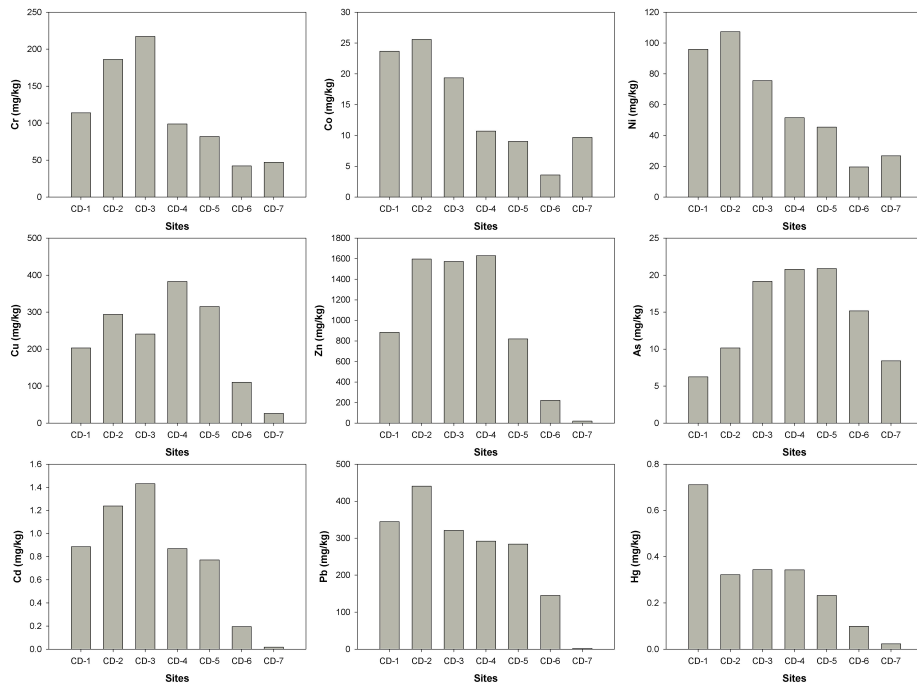 Cr (mg/kg)
250
200
150
100
50
0
CD-1 CD-2 CD-3 CD-4 CD-5 CD-6 CD-7
Sites
Co (mg/kg)
30
25
20
15
10
5
0
CD-1 CD-2 CD-3 CD-4 CD-5 CD-6 CD-7
Sites
Ni (mg/kg)
120
100
80
60
40
20
0
CD-1 CD-2 CD-3 CD-4 CD-5 CD-6 CD-7
Sites
Cu (mg/kg)
500
400
300
200
100
0
CD-1 CD-2 CD-3 CD-4 CD-5 CD-6 CD-7
Sites
Zn (mg/kg)
1800
1600
1400
1200
1000
800
600
400
200
0
CD-1 CD-2 CD-3 CD-4 CD-5 CD-6 CD-7
Sites
As (mg/kg)
25
20
15
10
5
0
CD-1 CD-2 CD-3 CD-4 CD-5 CD-6 CD-7
Sites
Cd (mg/kg)
1.6
1.4
1.2
1.0
0.8
0.6
0.4
0.2
0.0
CD-1 CD-2 CD-3 CD-4 CD-5 CD-6 CD-7
Sites
Pb (mg/kg)
500
400
300
200
100
0
CD-1 CD-2 CD-3 CD-4 CD-5 CD-6 CD-7
Sites
Hg (mg/kg)
0.8
0.6
0.4
0.2
0.0
CD-1 CD-2 CD-3 CD-4 CD-5 CD-6 CD-7
Sites